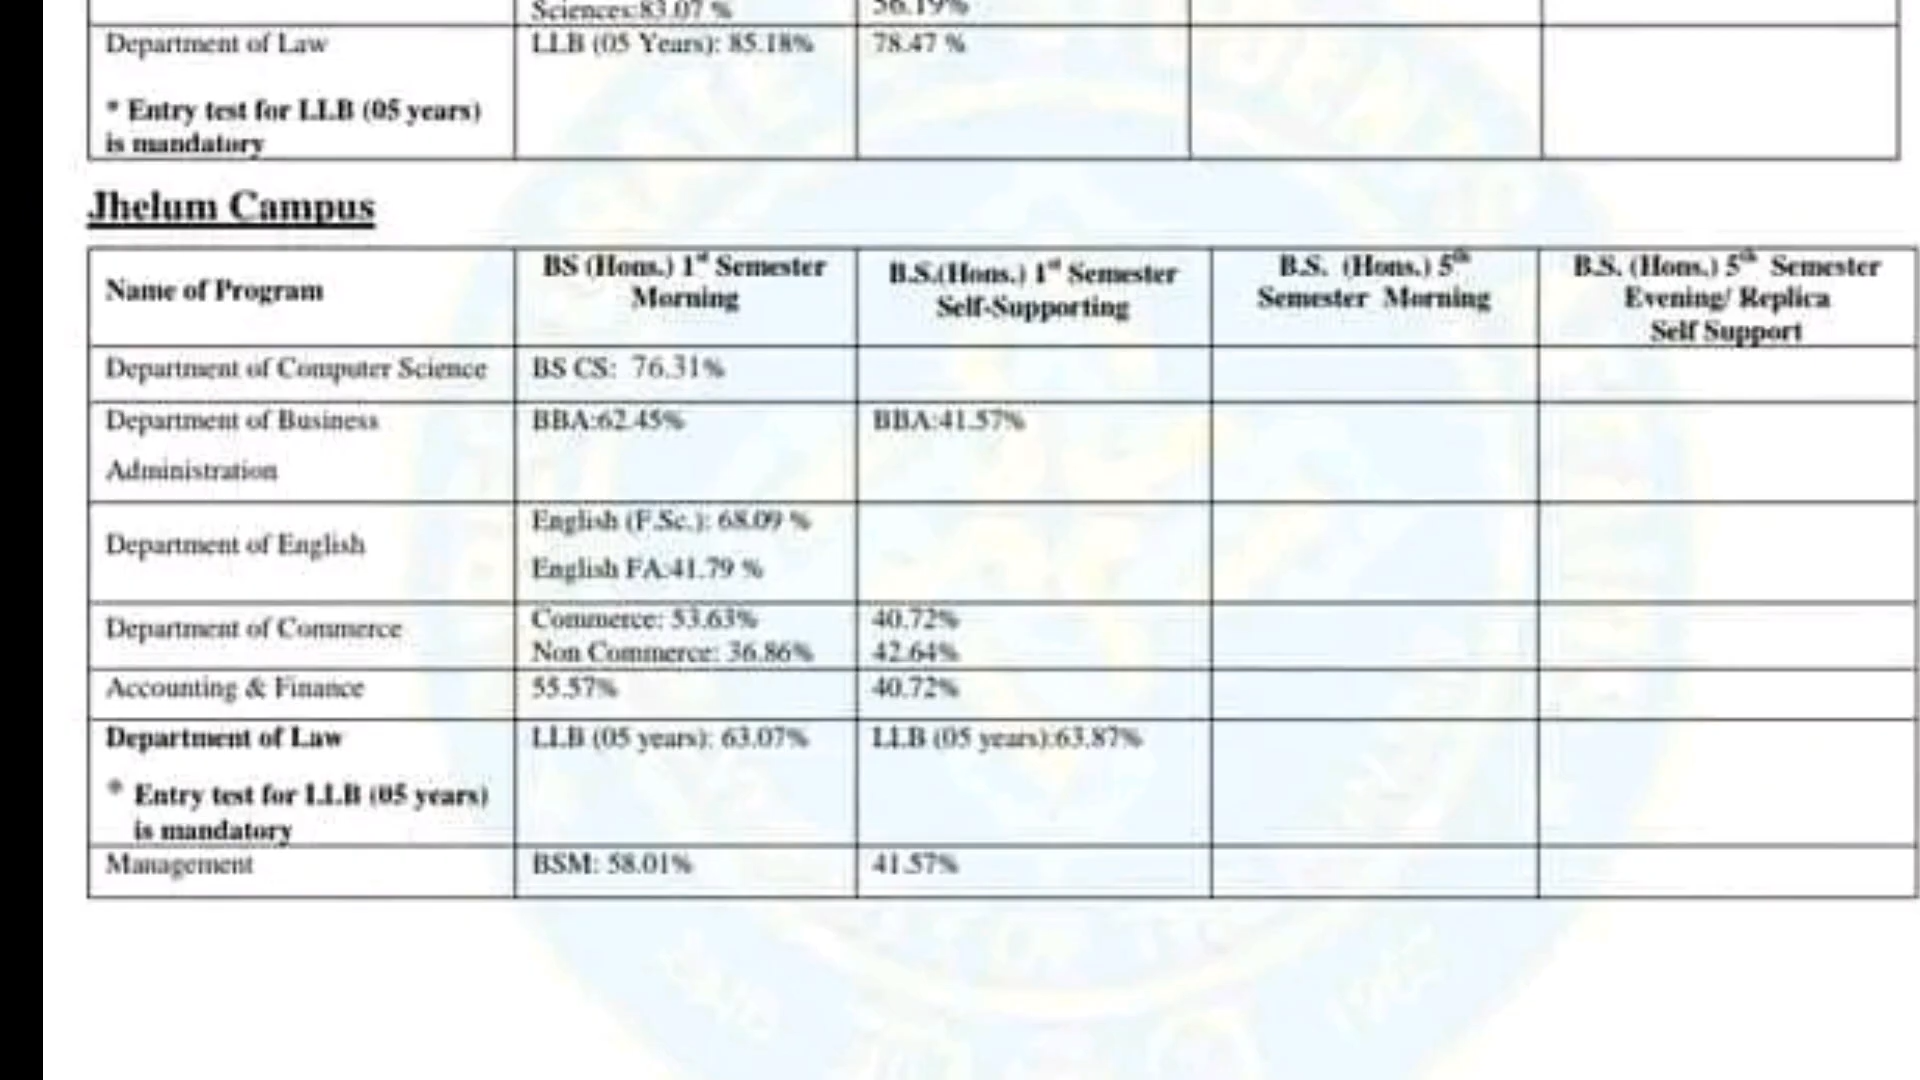 Sciences:83.07 % 56.19%
Department of Law LLB (05 Years): 85.18% 78.47 %
* Entry test for LLB (05 years)
is mandatory
Jhelum Campus
Name of Program BS (Hons.) 1st Semester Morning B.S.(Hons.) 1st Semester Self-Supporting B.S. (Hons.) 5th Semester Morning B.S. (Hons.) 5th Semester Evening/ Replica Self Support
Department of Computer Science BS CS: 76.31%
Department of Business BBA:62.45% BBA:41.57%
Administration
English (F.Sc.): 68.09 %
Department of English
English FA:41.79 %
Commerce: 53.63% 40.72%
Department of Commerce
Non Commerce: 36.86% 42.64%
Accounting & Finance 55.57% 40.72%
Department of Law LLB (05 years): 63.07% LLB (05 years):63.87%
* Entry test for LLB (05 years)
is mandatory
Management BSM: 58.01% 41.57%